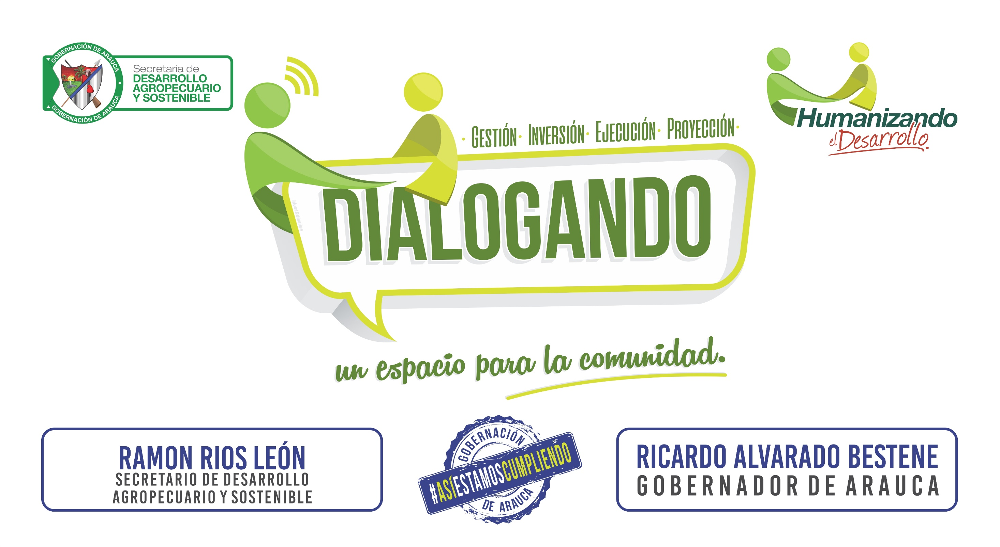 GOBERNACIÓN DE ARAUCA
GOBERNACIÓN DE ARAUCA
Secretaría de
DESARROLLO
AGROPECUARIO
Y SOSTENIBLE
Humanizando
el Desarrollo
· GESTIÓN · INVERSIÓN · EJECUCIÓN · PROYECCIÓN ·
DIALOGANDO
ideas&diseños
un espacio para la comunidad.
RAMON RIOS LEÓN
SECRETARIO DE DESARROLLO
AGROPECUARIO Y SOSTENIBLE
GOBERNACIÓN
#ASÍESTAMOSCUMPLIENDO
DE ARAUCA
RICARDO ALVARADO BESTENE
GOBERNADOR DE ARAUCA